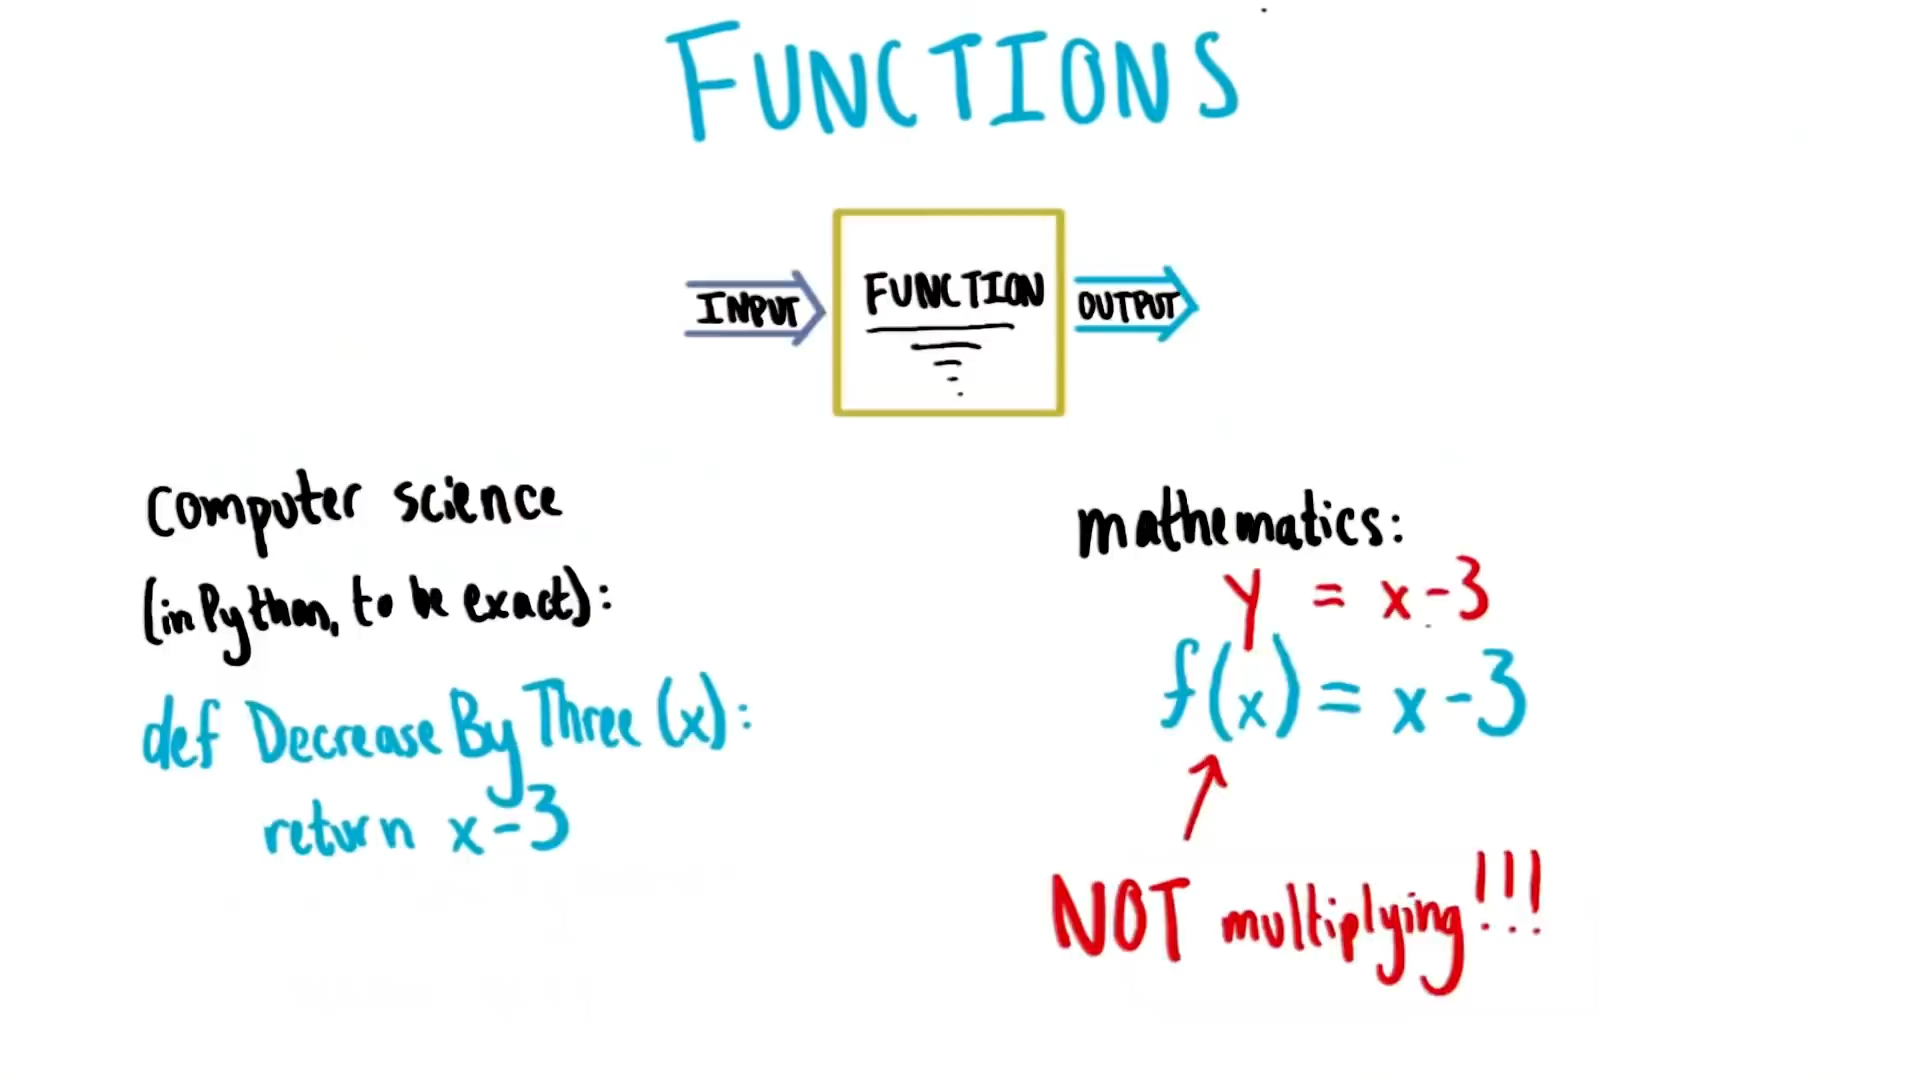 FUNCTIONS
INPUT
FUNCTION
OUTPUT
computer science
(in Python, to be exact):
def DecreaseByThree (x):
return x-3
mathematics:
y = x-3
f(x) = x-3
NOT multiplying!!!